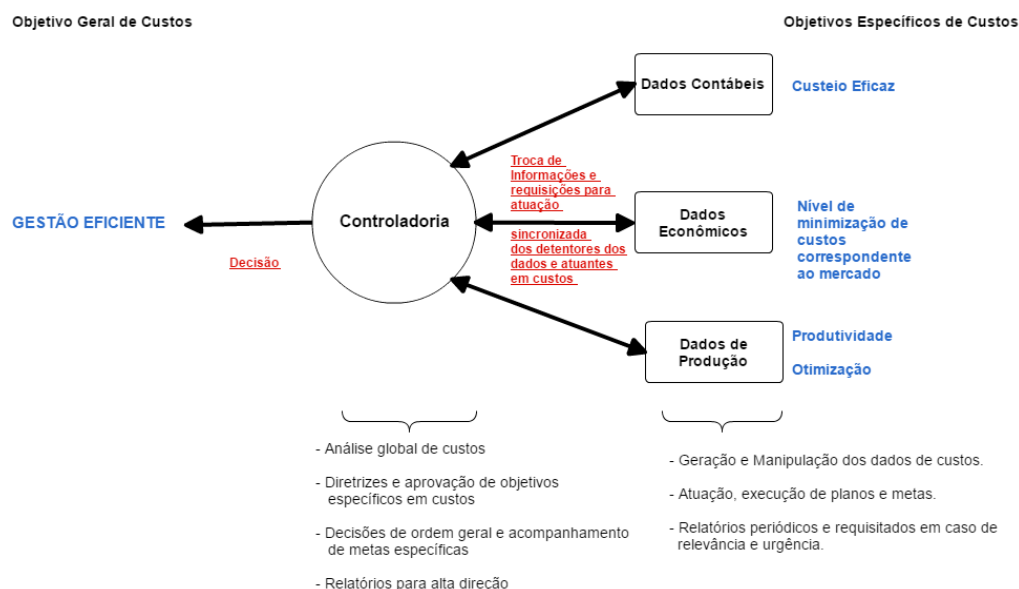 Objetivo Geral de Custos
Objetivos Específicos de Custos
Dados Contábeis
Custeio Eficaz
Troca de
Informações e
requisições para
atuação
sincronizada
dos detentores dos
dados e atuantes
em custos
Controladoria
GESTÃO EFICIENTE
Decisão
Dados
Econômicos
Nível de
minimização de
custos
correspondente
ao mercado
Dados de
Produção
Produtividade
Otimização
- Análise global de custos
- Diretrizes e aprovação de objetivos
específicos em custos
- Decisões de ordem geral e acompanhamento
de metas específicas
- Relatórios para alta direção
- Geração e Manipulação dos dados de custos.
- Atuação, execução de planos e metas.
- Relatórios periódicos e requisitados em caso de
relevância e urgência.